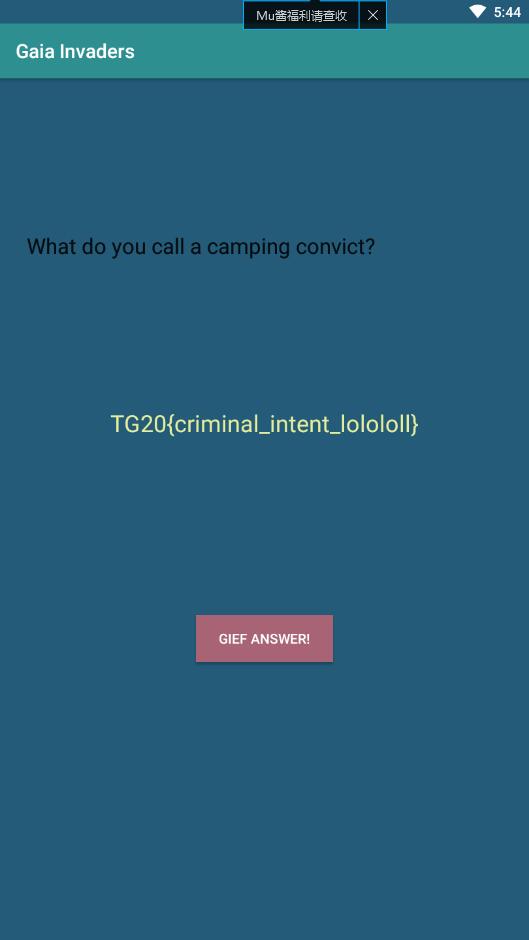 Mu酱福利请查收
5:44
Gaia Invaders
What do you call a camping convict?
TG20{criminal_intent_lolololl}
GIEF ANSWER!